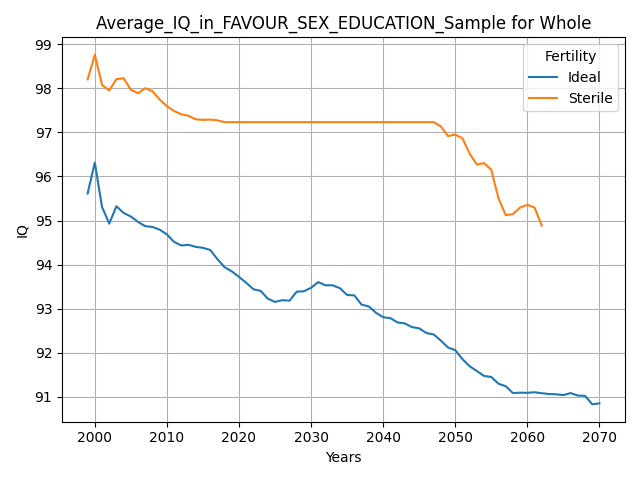 Average_IQ_in_FAVOUR_SEX_EDUCATION_Sample for Whole
99
98
97
96
95
94
93
92
91
IQ
Fertility
Ideal
Sterile
2000 2010 2020 2030 2040 2050 2060 2070
Years